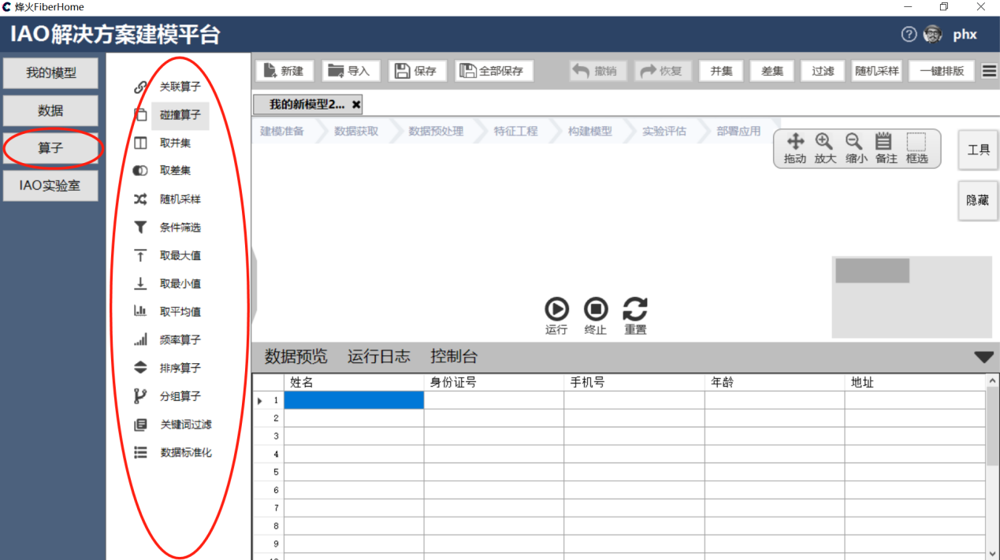 烽火FiberHome
IAO解决方案建模平台
phx
我的模型
数据
算子
IAO实验室
关联算子
碰撞算子
取并集
取差集
随机采样
条件筛选
取最大值
取最小值
取平均值
频率算子
排序算子
分组算子
关键词过滤
数据标准化
新建 导入 保存 全部保存 撤销 恢复 并集 差集 过滤 随机采样 一键排版
我的新模型2...
建模准备 数据获取 数据预处理 特征工程 构建模型 实验评估 部署应用
拖动 放大 缩小 备注 框选
工具
隐藏
运行 终止 重置
数据预览 运行日志 控制台
姓名 身份证号 手机号 年龄 地址
1
2
3
4
5
6
7
8
9